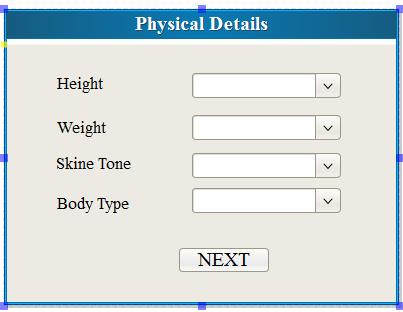 Physical Details
Height
Weight
Skine Tone
Body Type
NEXT